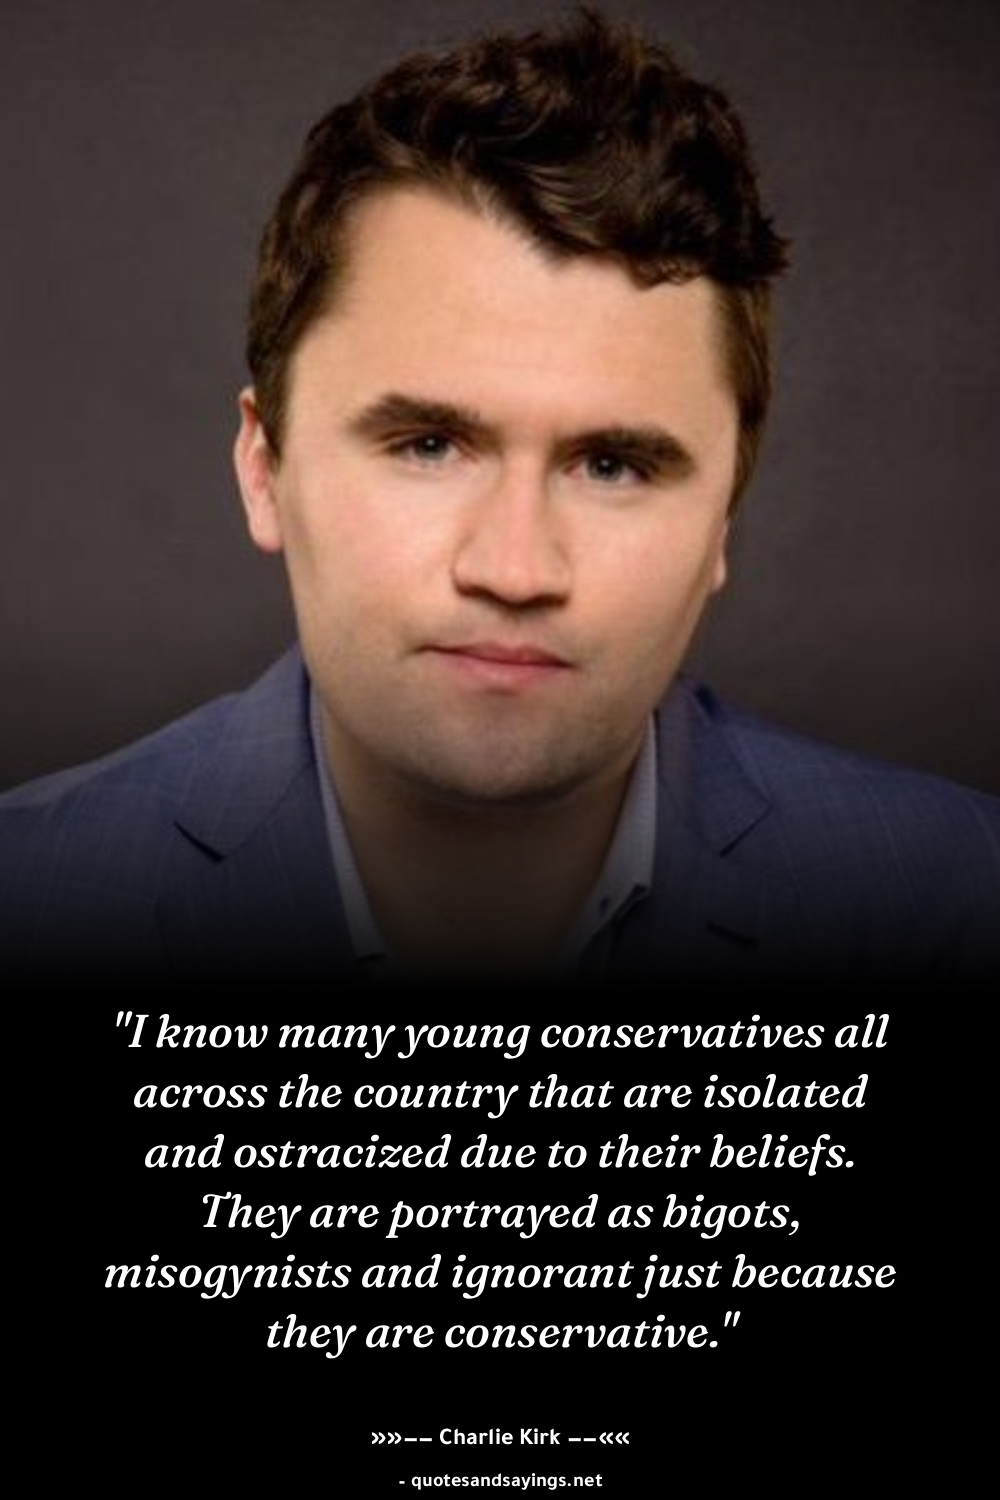 "I know many young conservatives all
across the country that are isolated
and ostracized due to their beliefs.
They are portrayed as bigots,
misogynists and ignorant just because
they are conservative."
»»-- Charlie Kirk --««
- quotesandsayings.net